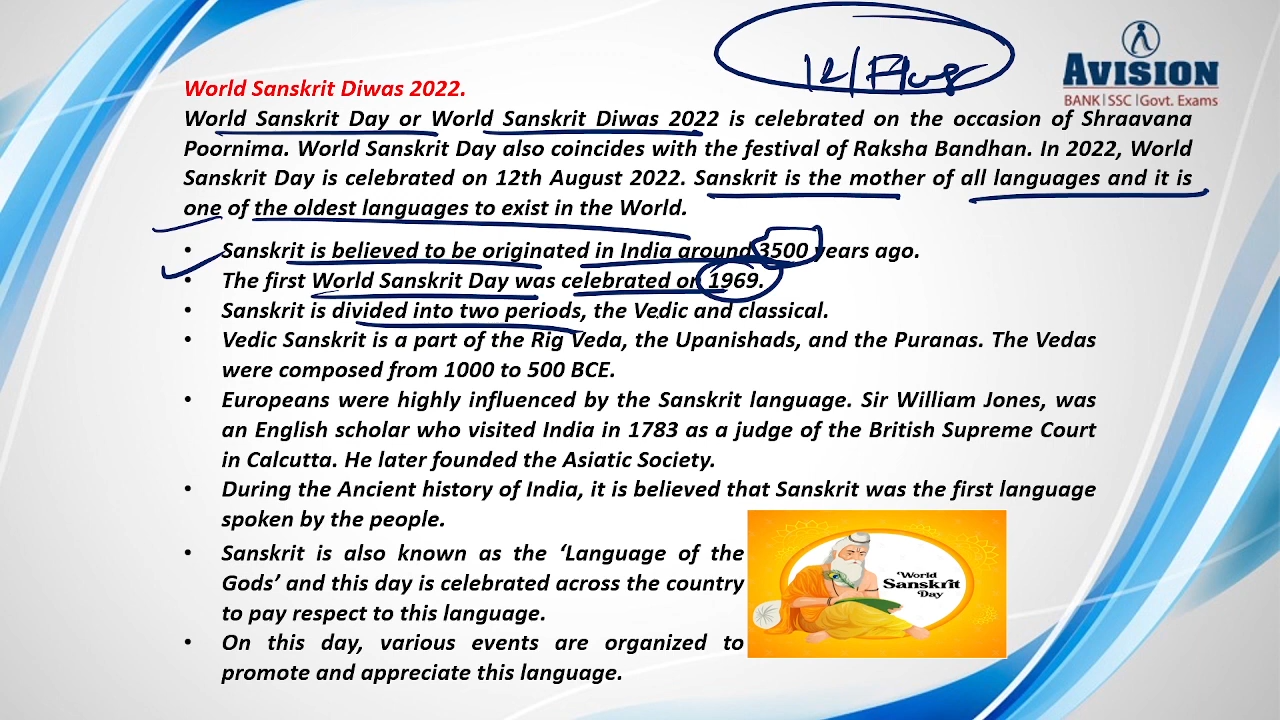 12/Aug
AVISION
BANK|SSC|Govt. Exams
World Sanskrit Diwas 2022.
World Sanskrit Day or World Sanskrit Diwas 2022 is celebrated on the occasion of Shraavana
Poornima. World Sanskrit Day also coincides with the festival of Raksha Bandhan. In 2022, World
Sanskrit Day is celebrated on 12th August 2022. Sanskrit is the mother of all languages and it is
one of the oldest languages to exist in the World.
• Sanskrit is believed to be originated in India around 3500 years ago.
• The first World Sanskrit Day was celebrated on 1969.
• Sanskrit is divided into two periods, the Vedic and classical.
• Vedic Sanskrit is a part of the Rig Veda, the Upanishads, and the Puranas. The Vedas
were composed from 1000 to 500 BCE.
• Europeans were highly influenced by the Sanskrit language. Sir William Jones, was
an English scholar who visited India in 1783 as a judge of the British Supreme Court
in Calcutta. He later founded the Asiatic Society.
• During the Ancient history of India, it is believed that Sanskrit was the first language
spoken by the people.
• Sanskrit is also known as the ‘Language of the
Gods’ and this day is celebrated across the country
to pay respect to this language.
• On this day, various events are organized to
promote and appreciate this language.
World
Sanskrit
Day